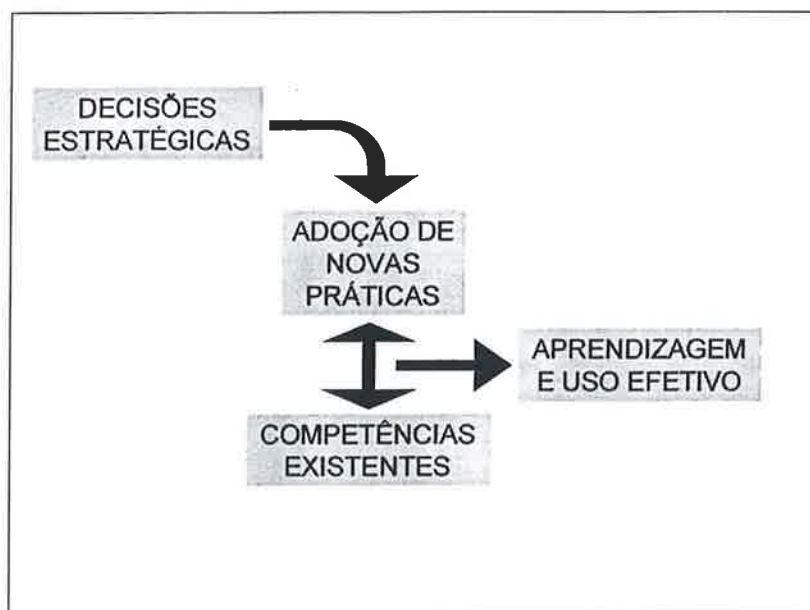 DECISÕES
ESTRATÉGICAS
ADOÇÃO DE
NOVAS
PRÁTICAS
APRENDIZAGEM
E USO EFETIVO
COMPETÊNCIAS
EXISTENTES